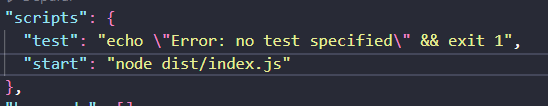 "scripts": {
"test": "echo \"Error: no test specified\" && exit 1",
"start": "node dist/index.js"
},